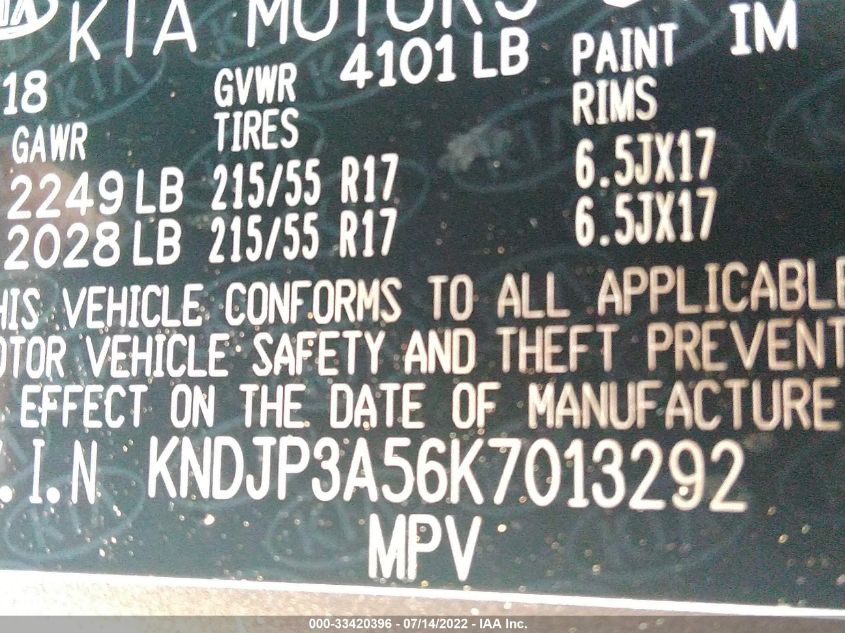 KIA MOTORS
18 GVWR 4101 LB PAINT IM
GAWR TIRES RIMS
2249 LB 215/55 R17 6.5JX17
2028 LB 215/55 R17 6.5JX17
HIS VEHICLE CONFORMS TO ALL APPLICABLE
OTOR VEHICLE SAFETY AND THEFT PREVENT
EFFECT ON THE DATE OF MANUFACTURE
.I.N KNDJP3A56K7013292
MPV
000-33420396 - 07/14/2022 - IAA Inc.